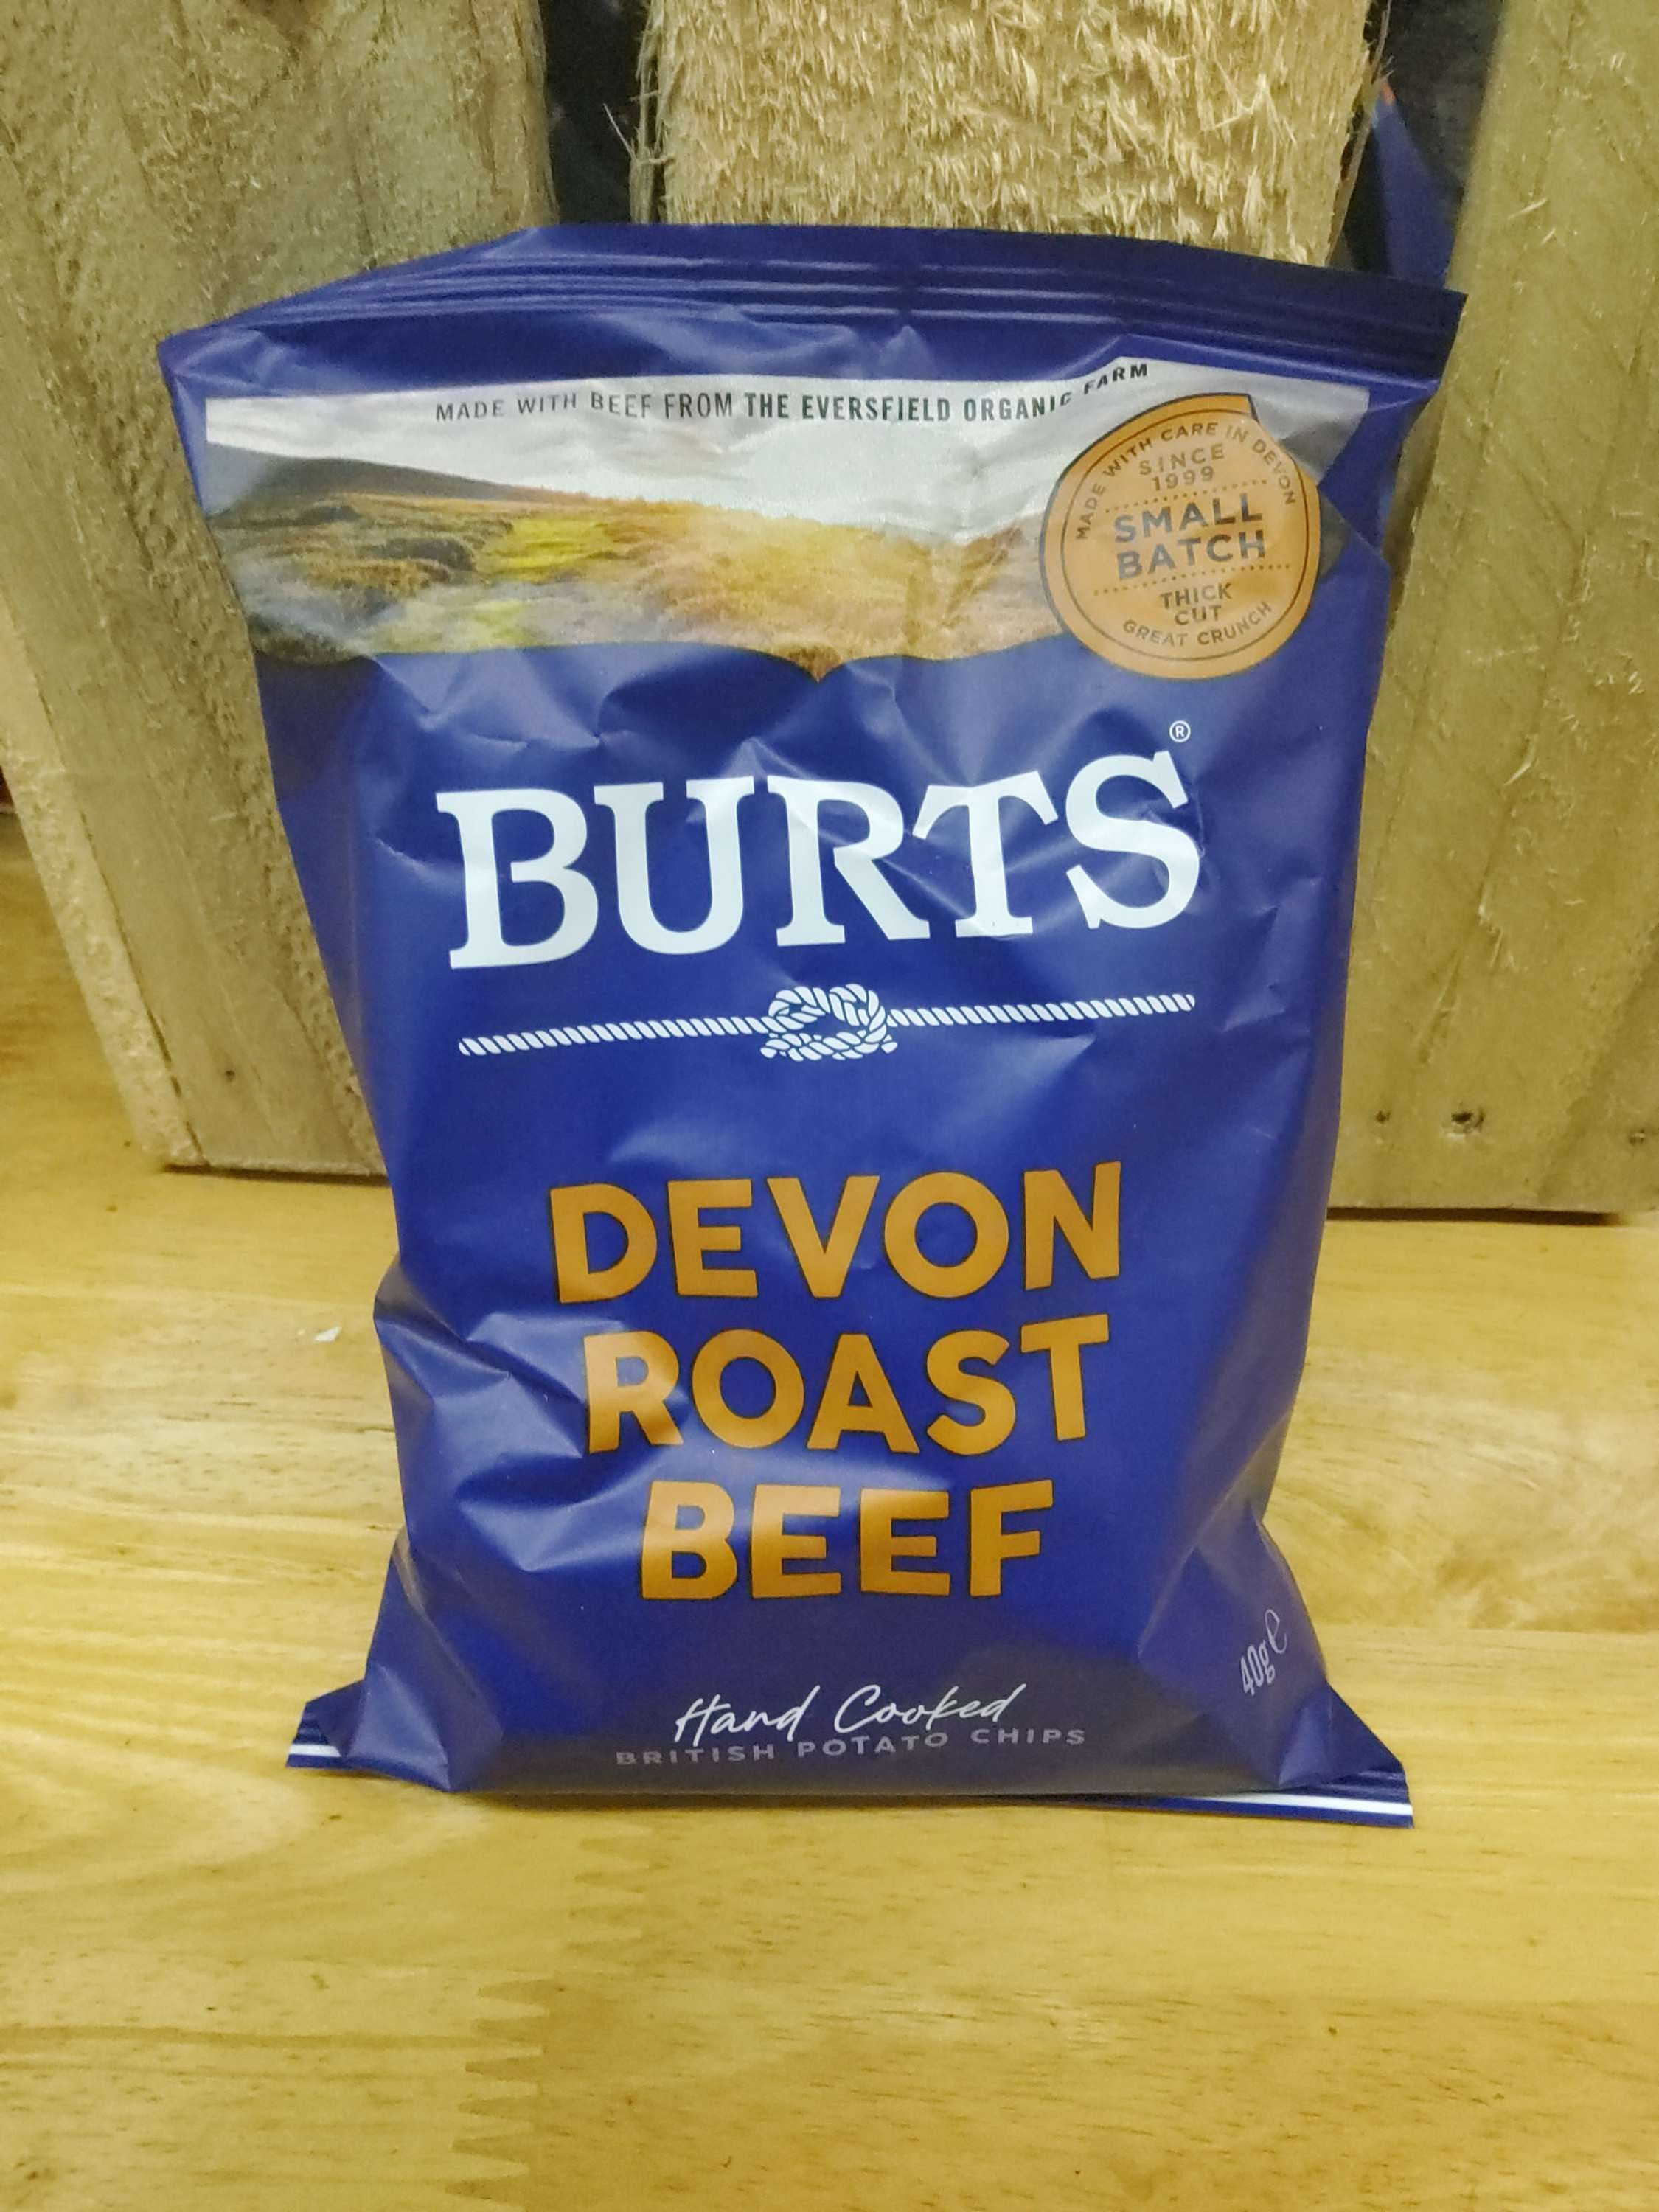 MADE WITH BEEF FROM THE EVERSFIELD ORGANIC FARM
MADE WITH CARE IN DEVON
SINCE
1999
SMALL
BATCH
THICK
CUT
GREAT CRUNCH
BURTS®
DEVON
ROAST
BEEF
40g℮
Hand Cooked
BRITISH POTATO CHIPS